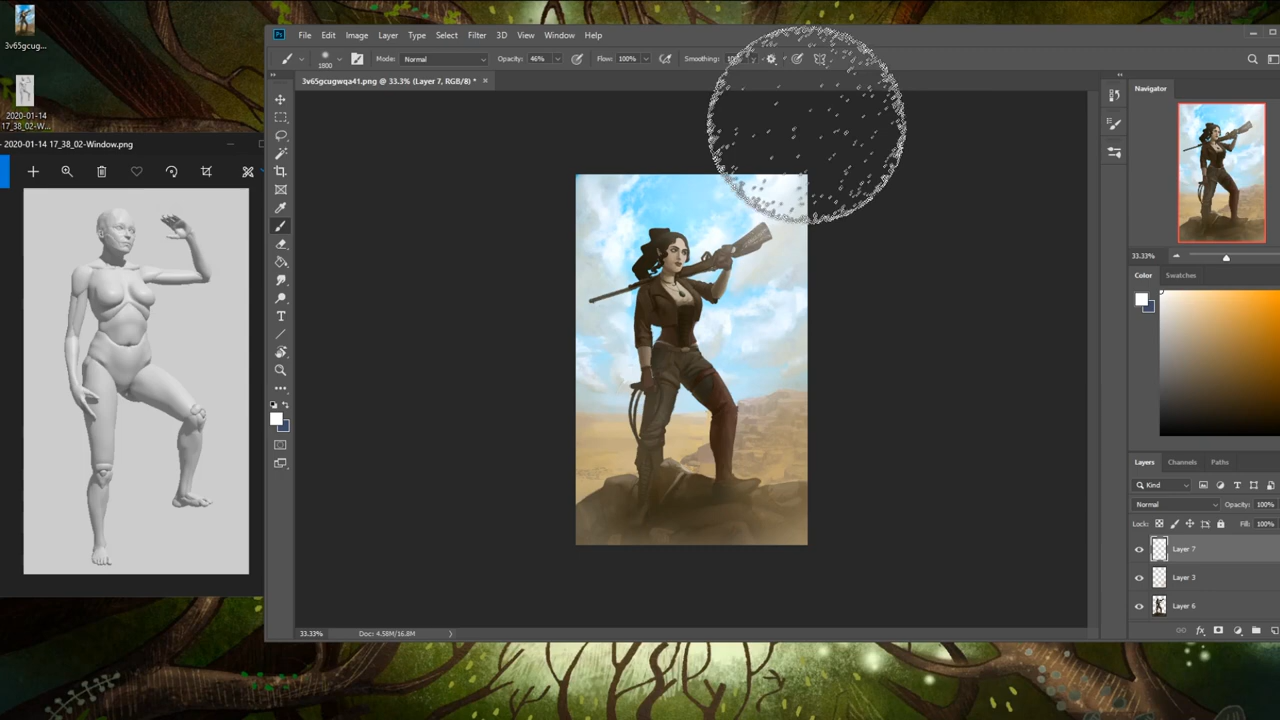 3v65gcug...
2020-01-14
17_38_02-W...
- 2020-01-14 17_38_02-Window.png
Ps
File Edit Image Layer Type Select Filter 3D View Window Help
1800 Mode: Normal Opacity: 46% Flow: 100% Smoothing:
3v65gcugwqa41.png @ 33.3% (Layer 7, RGB/8) *
Navigator
33.33%
Color Swatches
Layers Channels Paths
Kind
Normal Opacity: 100%
Lock: Fill: 100%
Layer 7
Layer 3
Layer 6
fx
33.33% Doc: 4.58M/16.8M